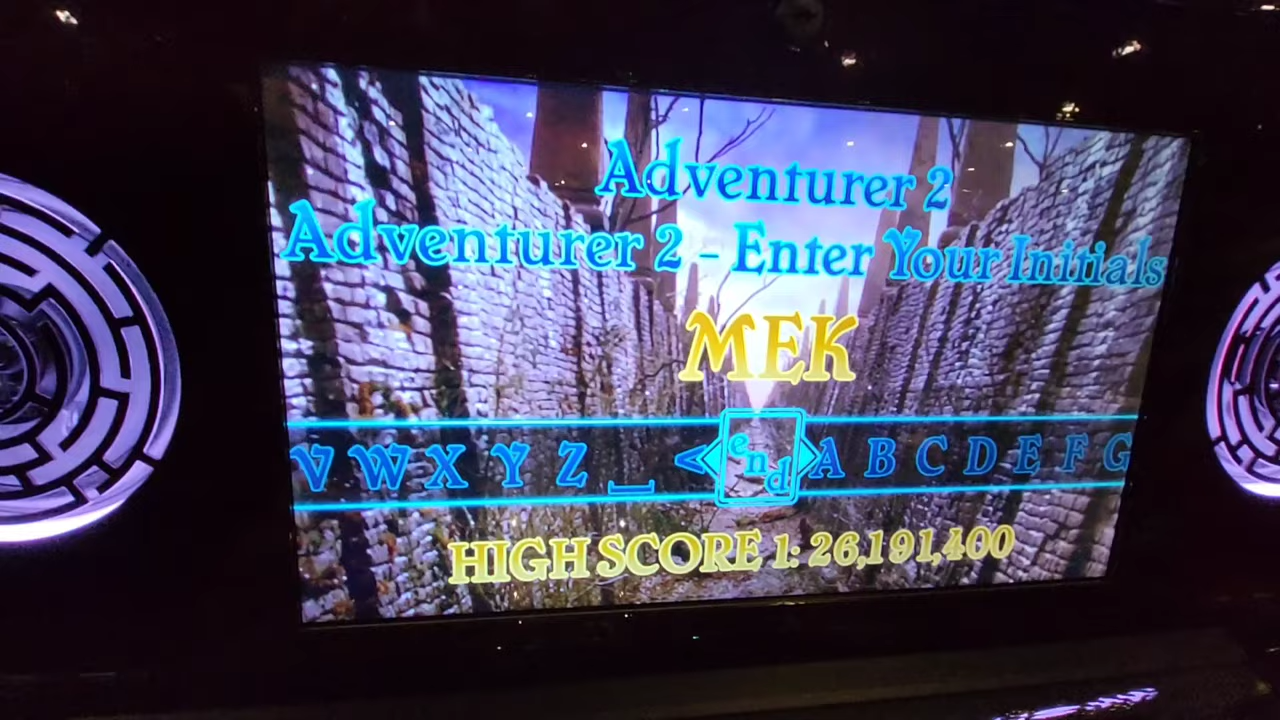 Adventurer 2
Adventurer 2 - Enter Your Initials
MEK
V W X Y Z _ < end A B C D E F G
HIGH SCORE 1: 26,191,400